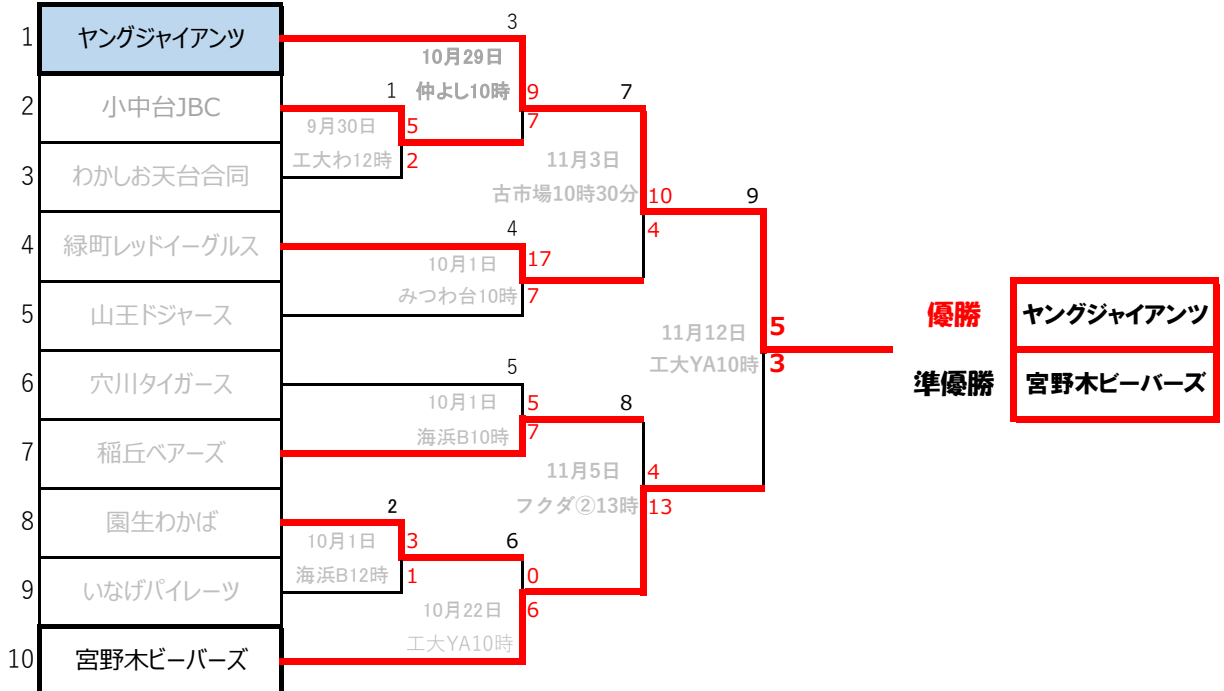 1 ヤングジャイアンツ
2 小中台JBC
3 わかしお天台合同
4 緑町レッドイーグルス
5 山王ドジャース
6 穴川タイガース
7 稲丘ベアーズ
8 園生わかば
9 いなげパイレーツ
10 宮野木ビーバーズ
1
9月30日
工大わ12時
5
2
2
10月1日
海浜B12時
3
1
3
10月29日
仲よし10時
9
7
4
10月1日
みつわ台10時
17
7
5
10月1日
海浜B10時
5
7
6
10月22日
工大YA10時
0
6
7
11月3日
古市場10時30分
10
4
8
11月5日
フクダ②13時
4
13
9
11月12日
工大YA10時
5
3
優勝 ヤングジャイアンツ
準優勝 宮野木ビーバーズ